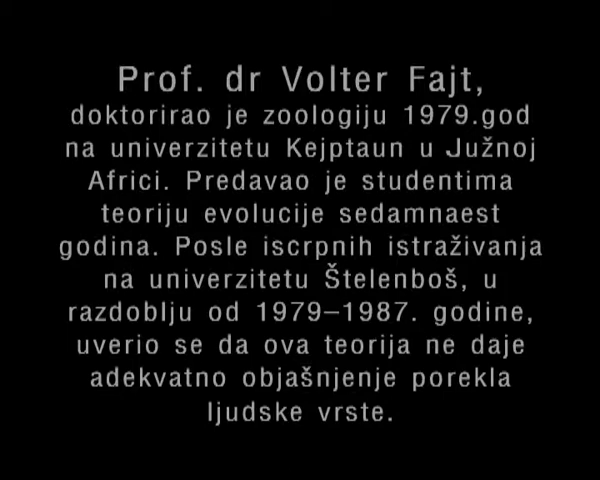 Prof. dr Volter Fajt,
doktorirao je zoologiju 1979.god
na univerzitetu Kejptaun u Južnoj
Africi. Predavao je studentima
teoriju evolucije sedamnaest
godina. Posle iscrpnih istraživanja
na univerzitetu Štelenboš, u
razdoblju od 1979–1987. godine,
uverio se da ova teorija ne daje
adekvatno objašnjenje porekla
ljudske vrste.